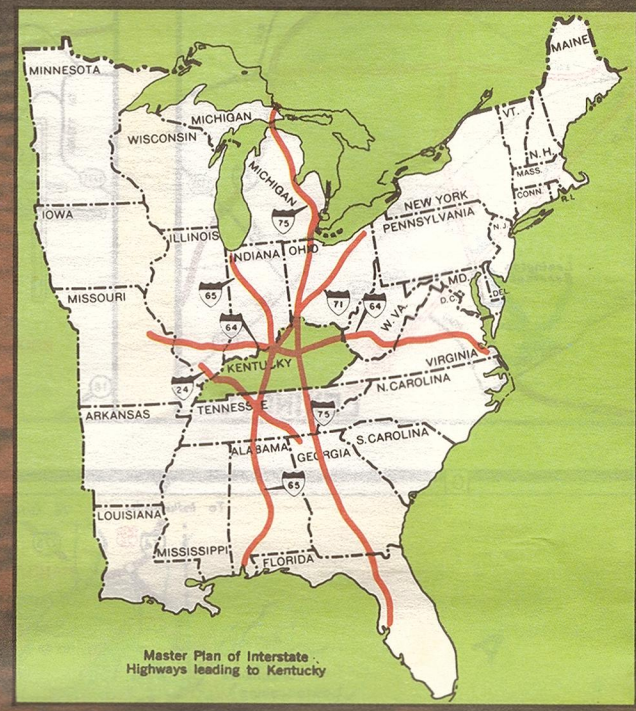 MAINE
MINNESOTA
MICHIGAN
VT.
WISCONSIN
N.H.
MICHIGAN
MASS.
CONN.
R.I.
NEW YORK
IOWA
PENNSYLVANIA
75
N.J.
ILLINOIS
INDIANA
OHIO
MD.
DEL
65
MISSOURI
71
64
D.C.
W. VA.
64
VIRGINIA
KENTUCKY
24
N.CAROLINA
TENNESSEE
75
ARKANSAS
S.CAROLINA
ALABAMA
GEORGIA
65
LOUISIANA
MISSISSIPPI
FLORIDA
Master Plan of Interstate
Highways leading to Kentucky